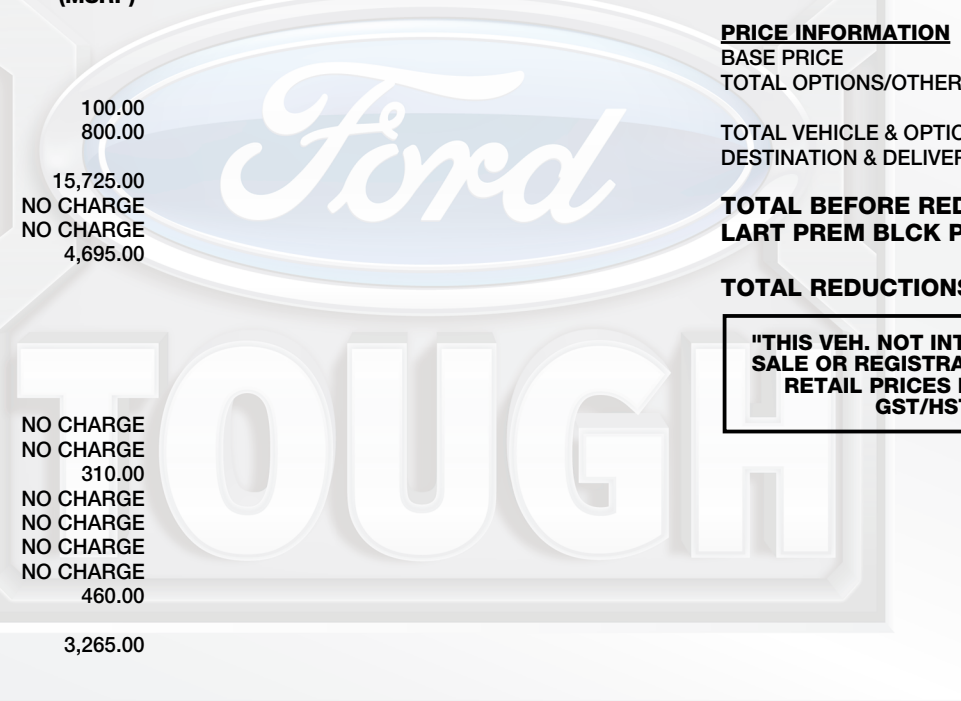 (MSRP)
100.00
800.00
15,725.00
NO CHARGE
NO CHARGE
4,695.00
NO CHARGE
NO CHARGE
310.00
NO CHARGE
NO CHARGE
NO CHARGE
NO CHARGE
460.00
3,265.00
Ford
TOUGH
PRICE INFORMATION
BASE PRICE
TOTAL OPTIONS/OTHER
TOTAL VEHICLE & OPTIO
DESTINATION & DELIVER
TOTAL BEFORE RED
LART PREM BLCK P
TOTAL REDUCTIONS
"THIS VEH. NOT INT
SALE OR REGISTRA
RETAIL PRICES
GST/HST